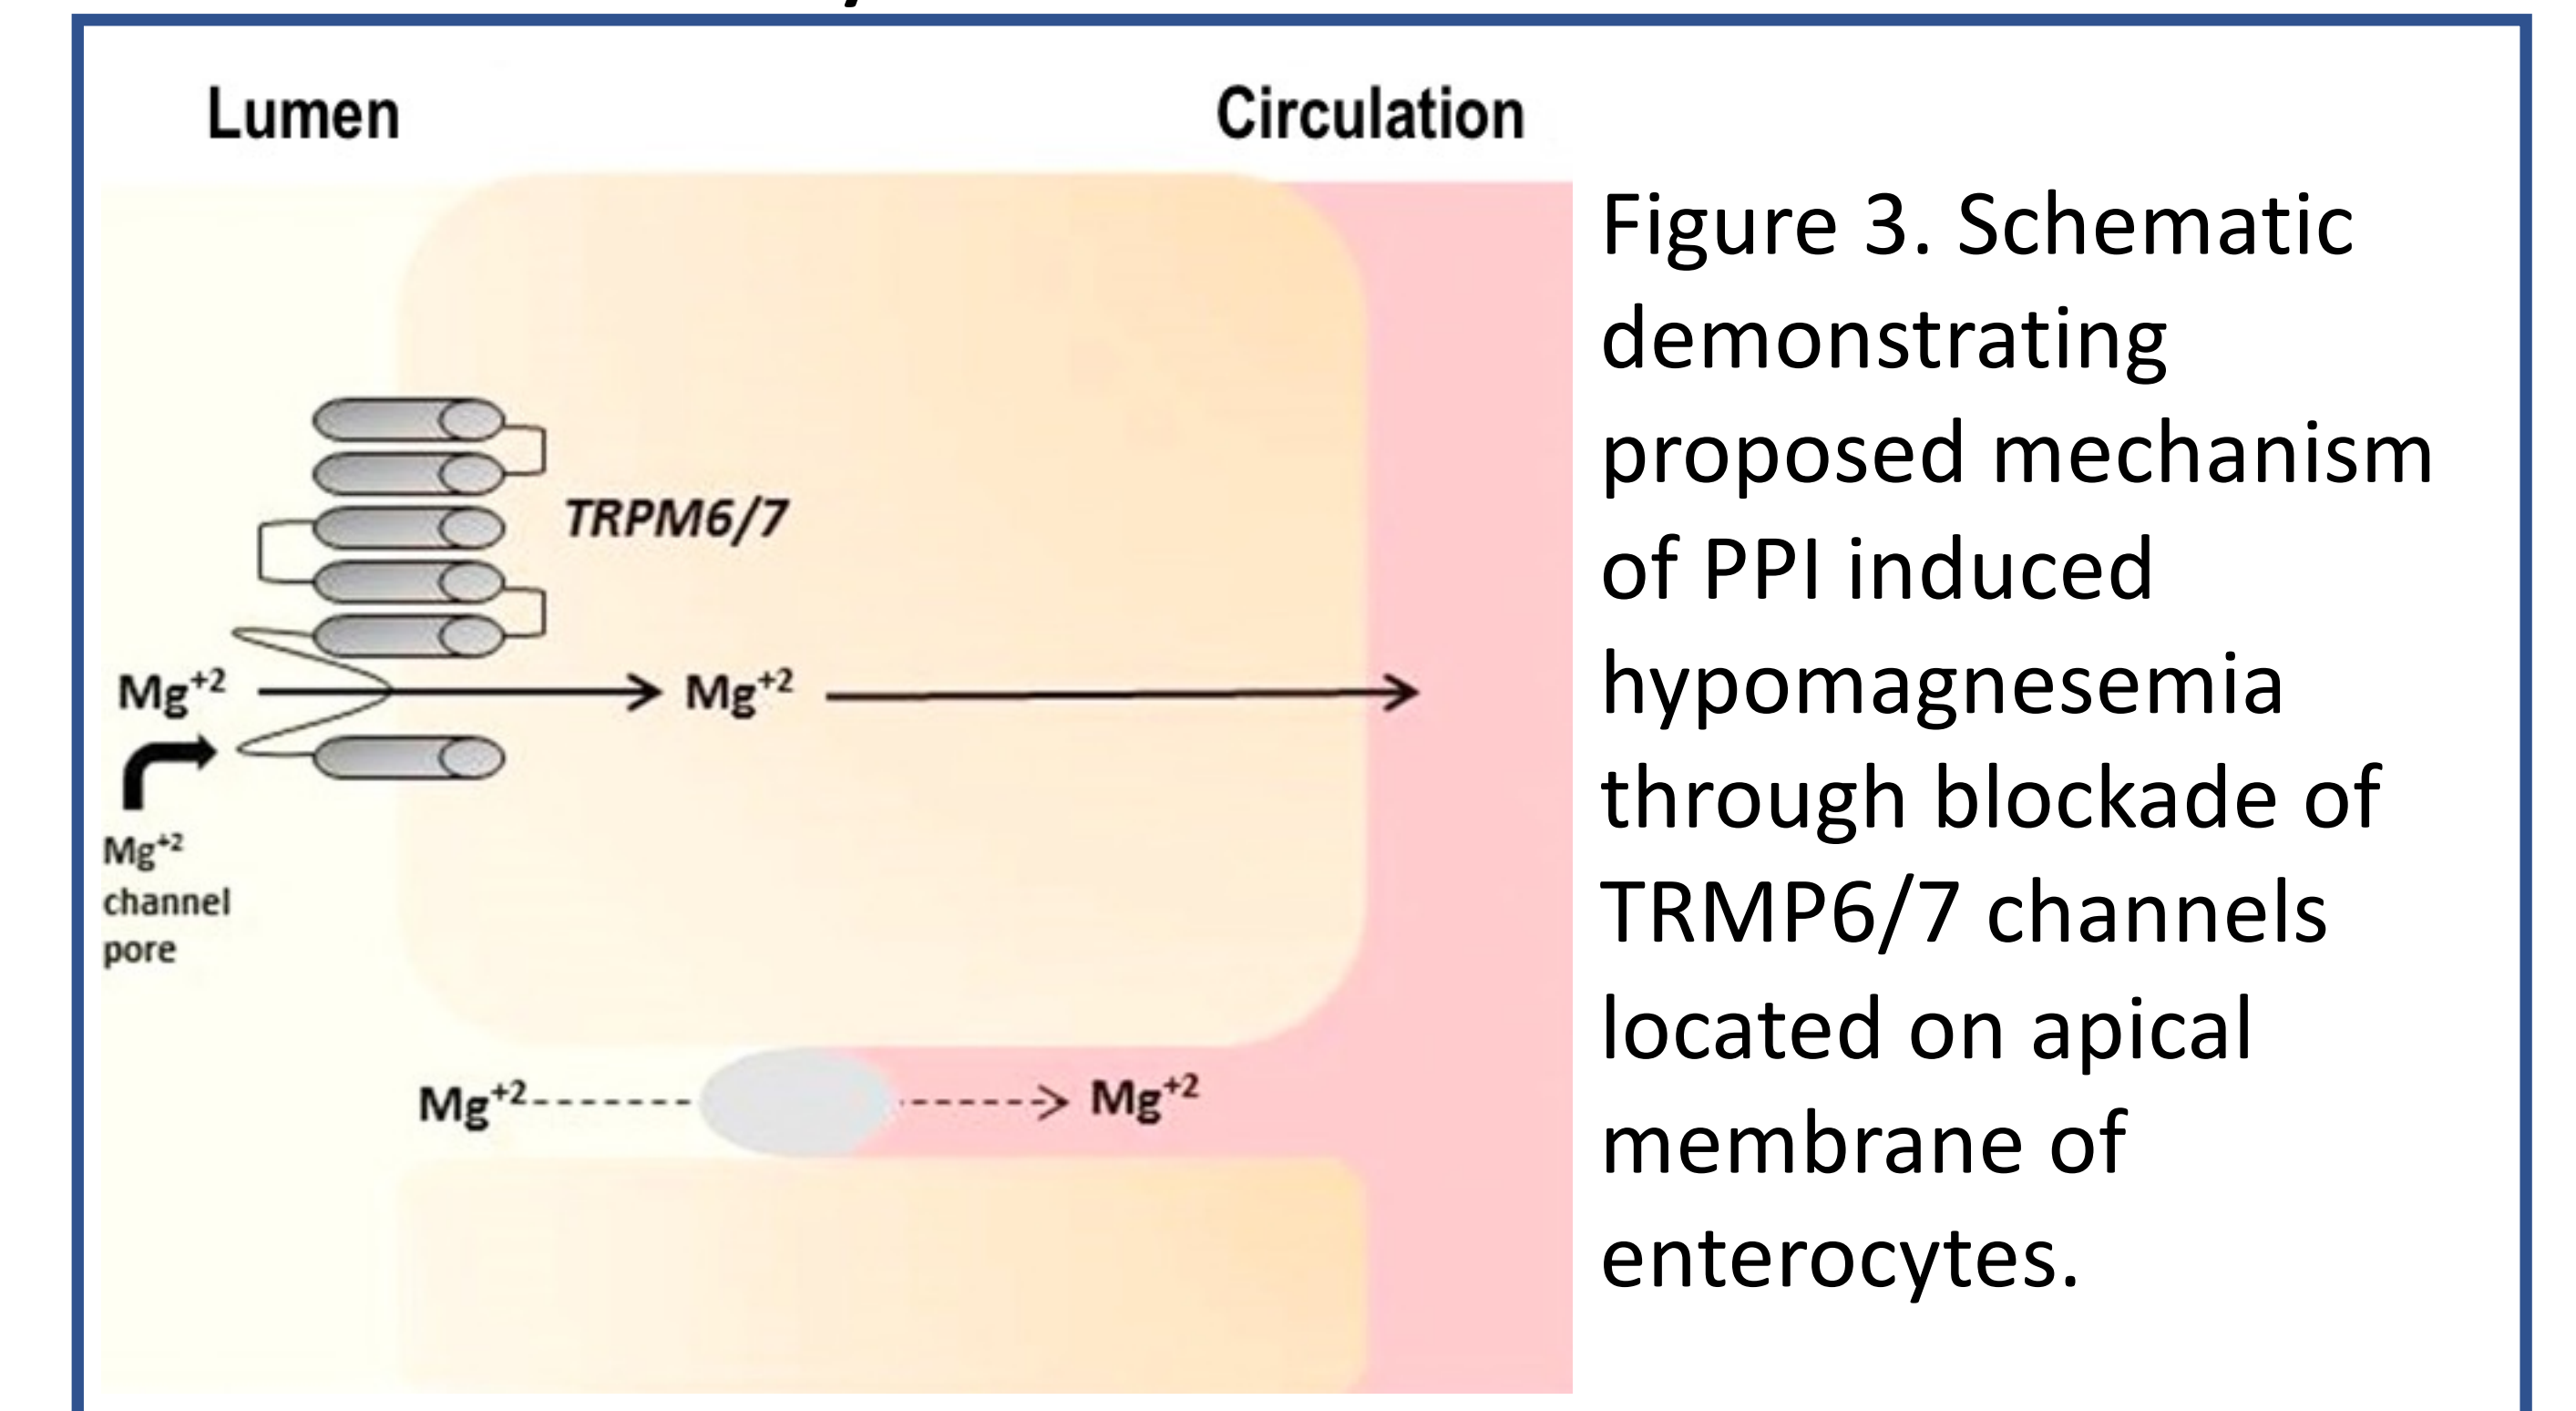 Lumen
Circulation
TRPM6/7
Mg+2
Mg+2
Mg+2
channel
pore
Mg+2
Mg+2
Figure 3. Schematic
demonstrating
proposed mechanism
of PPI induced
hypomagnesemia
through blockade of
TRMP6/7 channels
located on apical
membrane of
enterocytes.